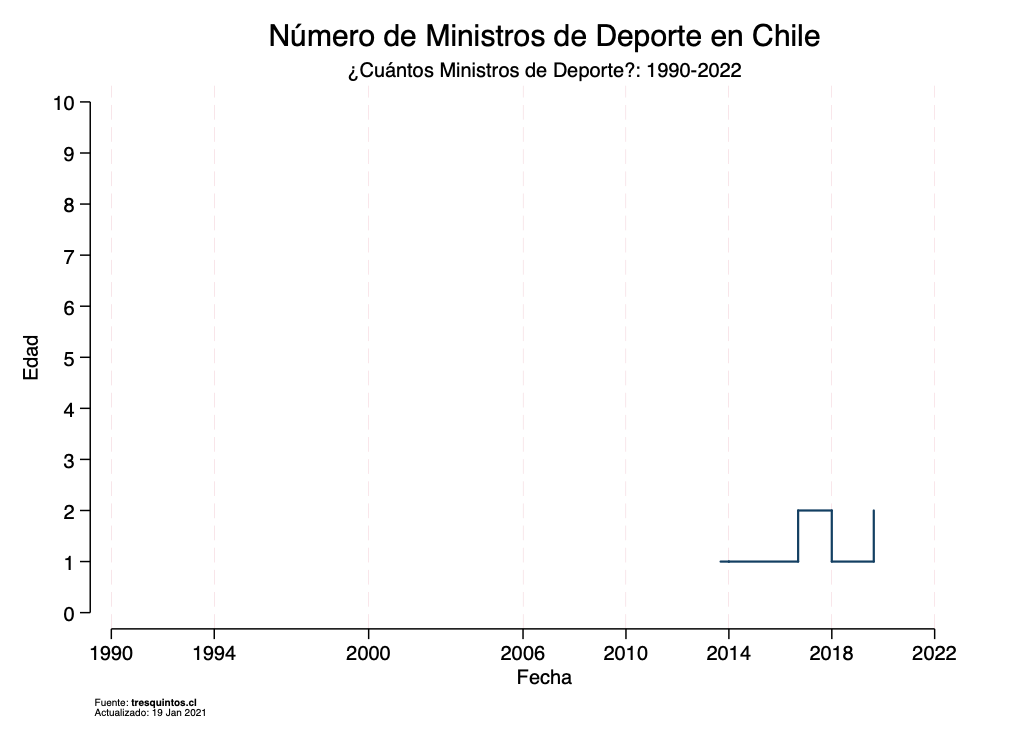 Número de Ministros de Deporte en Chile
¿Cuántos Ministros de Deporte?: 1990-2022
10
9
8
7
6
5
4
3
2
1
0
Edad
1990 1994 2000 2006 2010 2014 2018 2022
Fecha
Fuente: tresquintos.cl
Actualizado: 19 Jan 2021